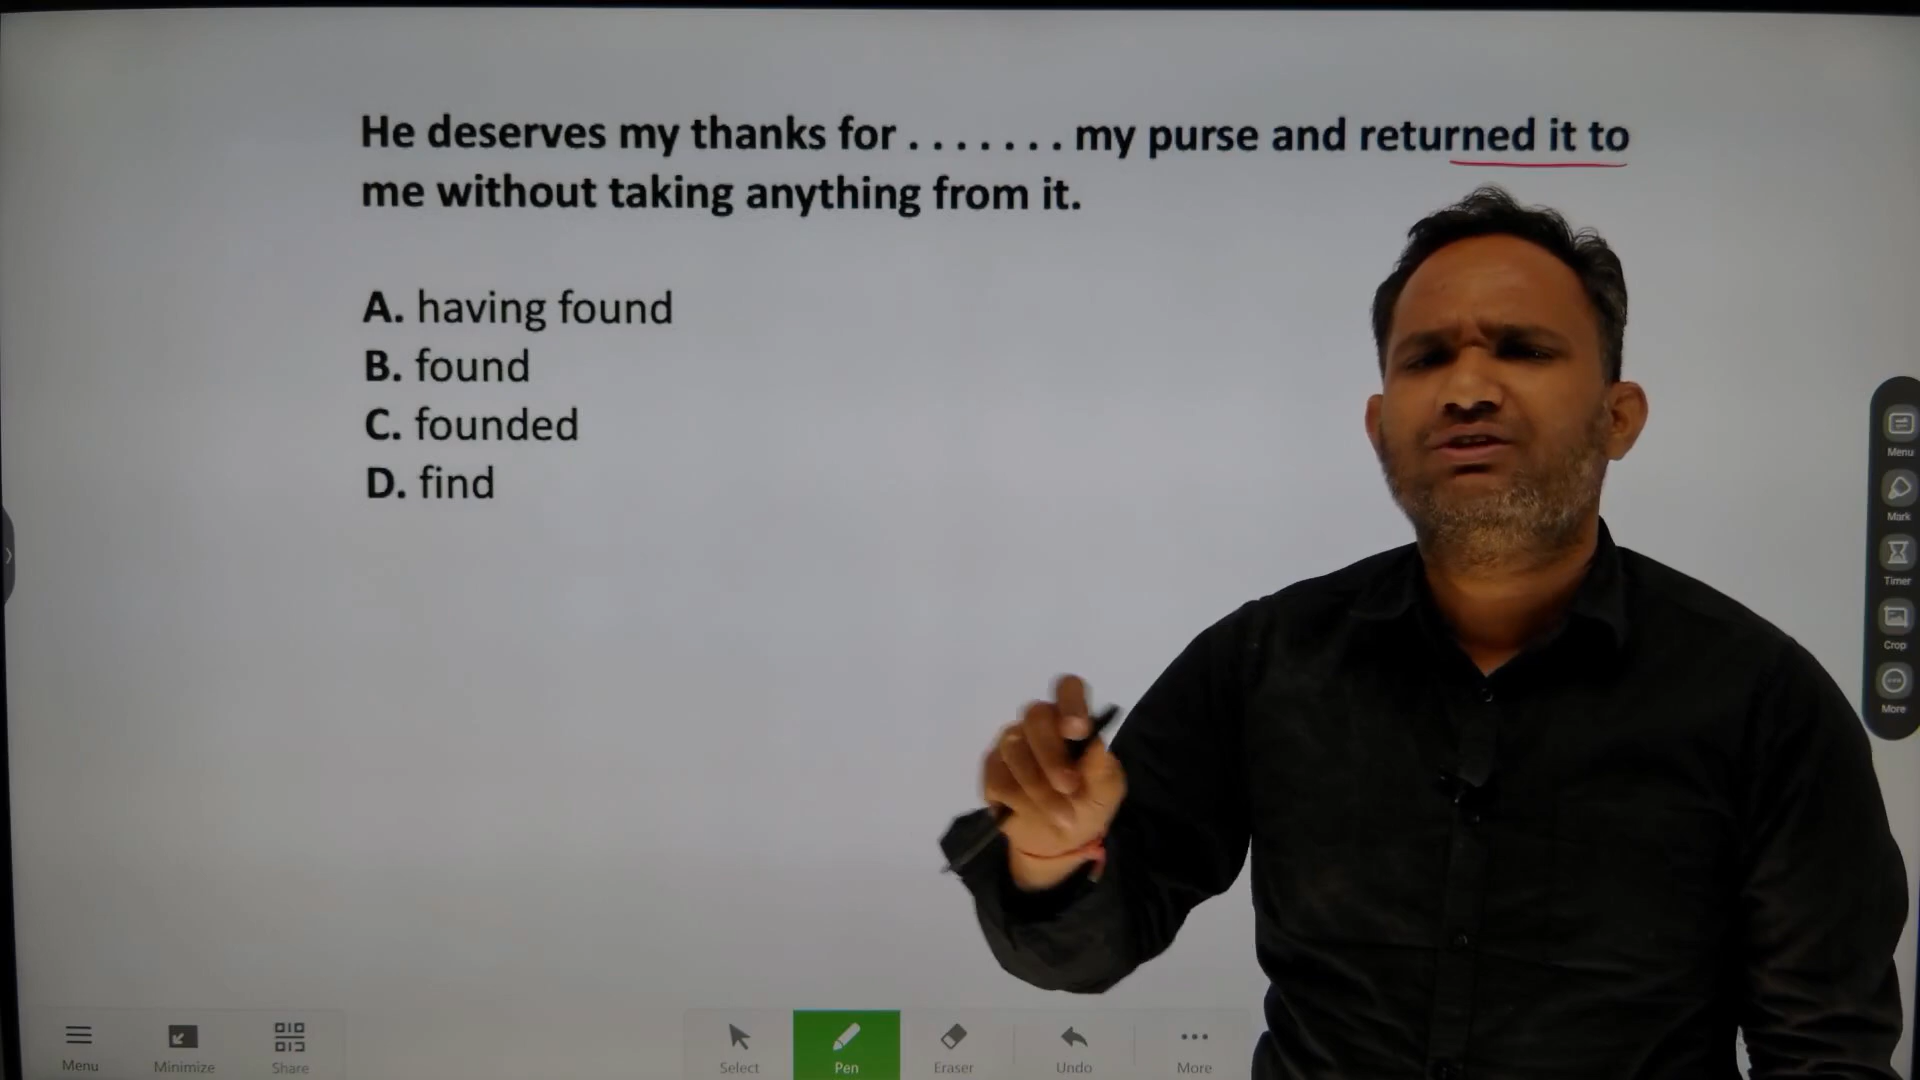 He deserves my thanks for . . . . . . . my purse and returned it to
me without taking anything from it.
A. having found
B. found
C. founded
D. find
Menu
Mark
Timer
Crop
More
Menu
Minimize
Share
Select
Pen
Eraser
Undo
More